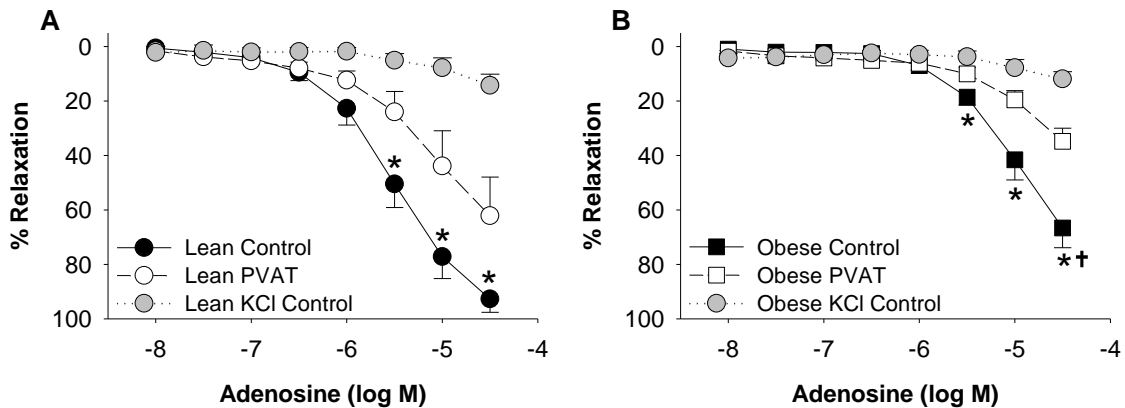 A
% Relaxation
0
20
40
60
80
100
*
*
*
Lean Control
Lean PVAT
Lean KCl Control
-8
-7
-6
-5
-4
Adenosine (log M)
B
% Relaxation
0
20
40
60
80
100
*
*
*†
Obese Control
Obese PVAT
Obese KCl Control
-8
-7
-6
-5
-4
Adenosine (log M)